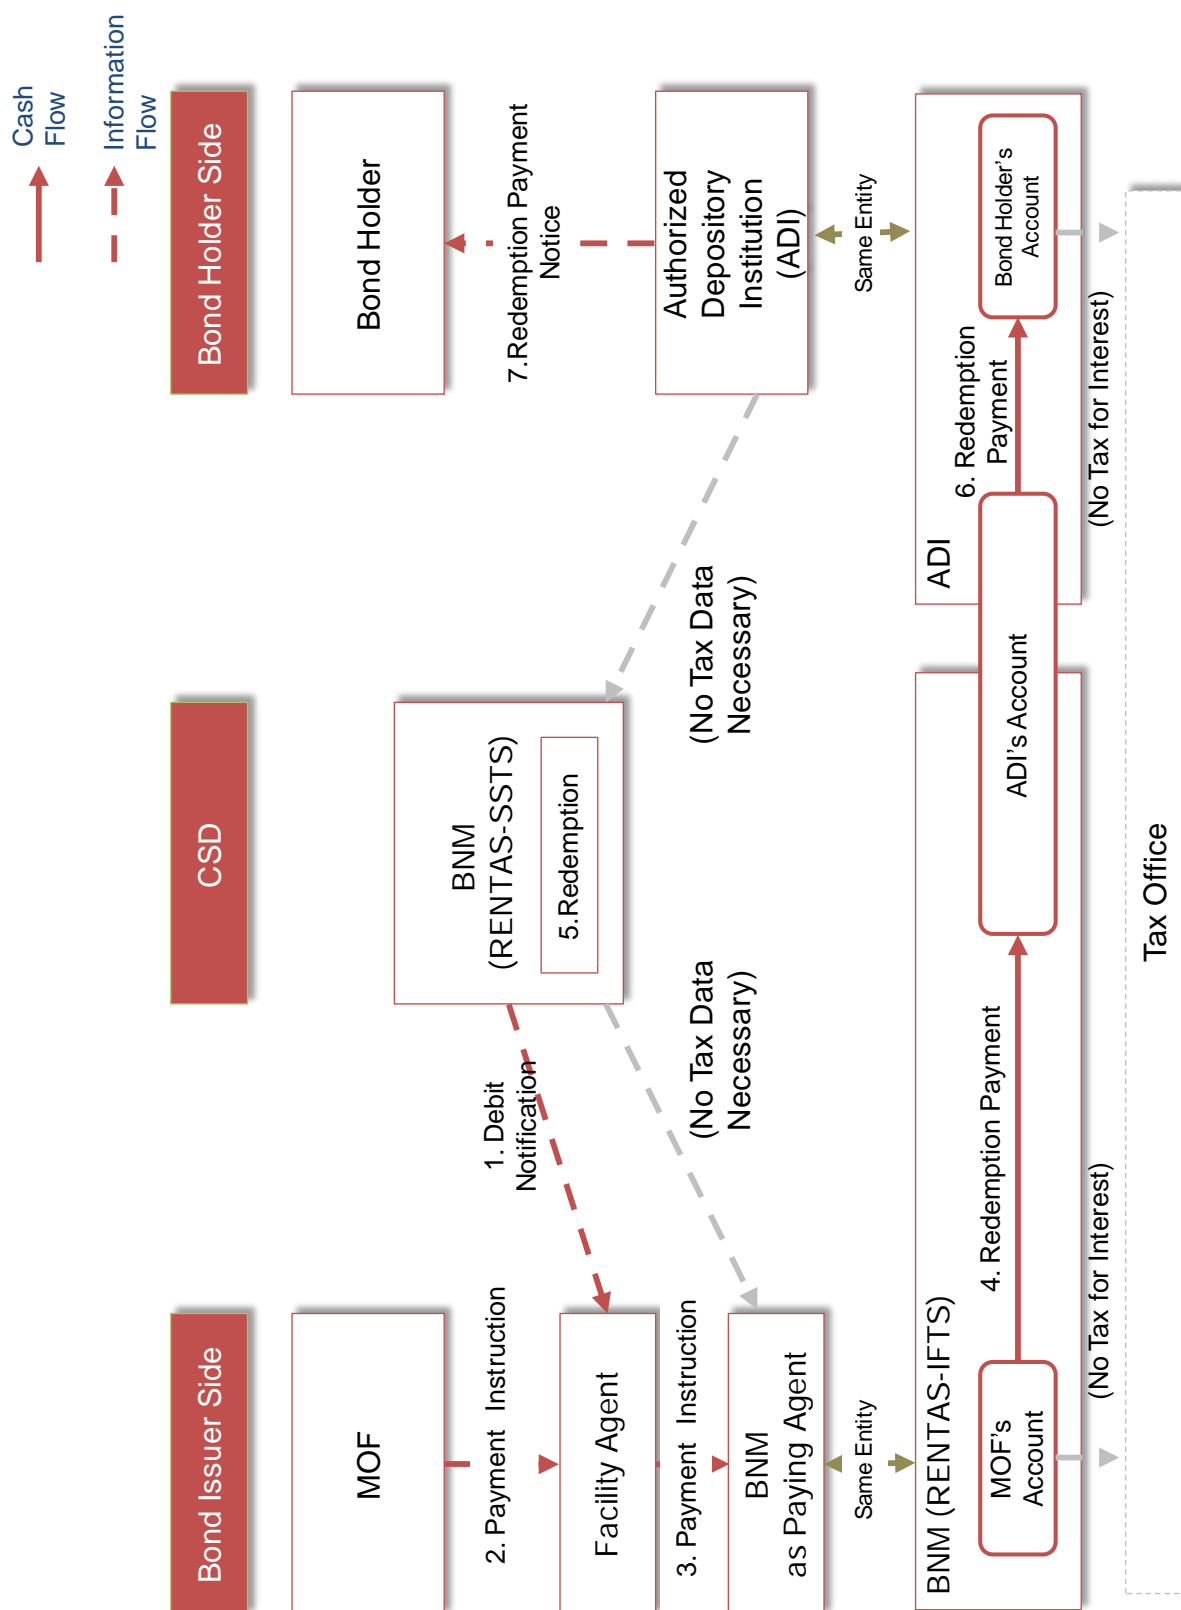 Cash
Flow
Information
Flow
Bond Issuer Side
CSD
Bond Holder Side
MOF
Bond Holder
2. Payment Instruction
1. Debit
Notification
BNM
(RENTAS-SSTS)
5.Redemption
7.Redemption Payment
Notice
Facility Agent
3. Payment Instruction
(No Tax Data
Necessary)
(No Tax Data
Necessary)
Authorized
Depository
Institution
(ADI)
BNM
as Paying Agent
Same Entity
Same Entity
BNM (RENTAS-IFTS)
ADI
MOF's
Account
4. Redemption Payment
ADI's Account
6. Redemption
Payment
Bond Holder's
Account
(No Tax for Interest)
(No Tax for Interest)
Tax Office